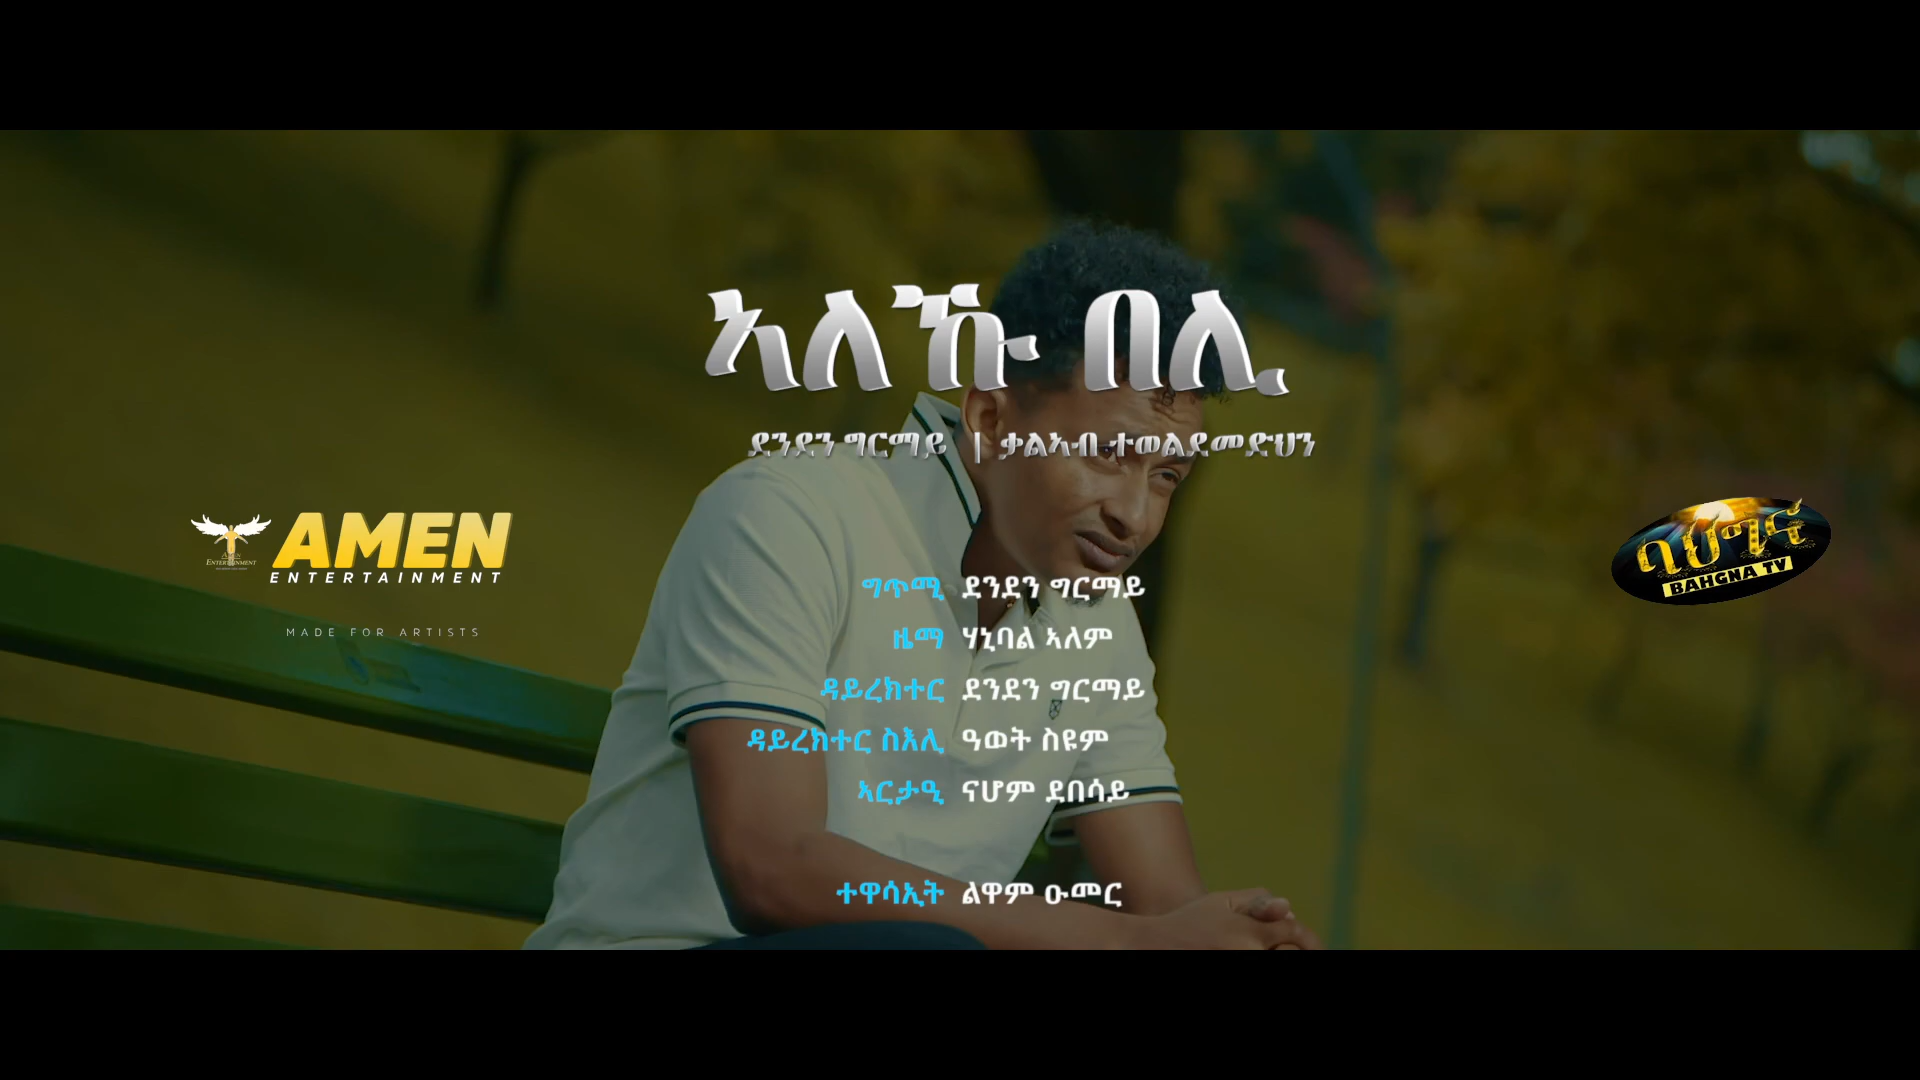 ኣለኹ በሊ
ደንደን ግርማይ | ቃልኣብ ተወልደመድህን
AMEN
ENTERTAINMENT
MADE FOR ARTISTS
ባህግና
BAHGNA TV
ግጥሚ ደንደን ግርማይ
ዜማ ሃኒባል ኣለም
ዳይረክተር ደንደን ግርማይ
ዳይረክተር ስእሊ ዓወት ስዩም
ኣርታዒ ናሆም ደበሳይ
ተዋሳኢት ልዋም ዑመር